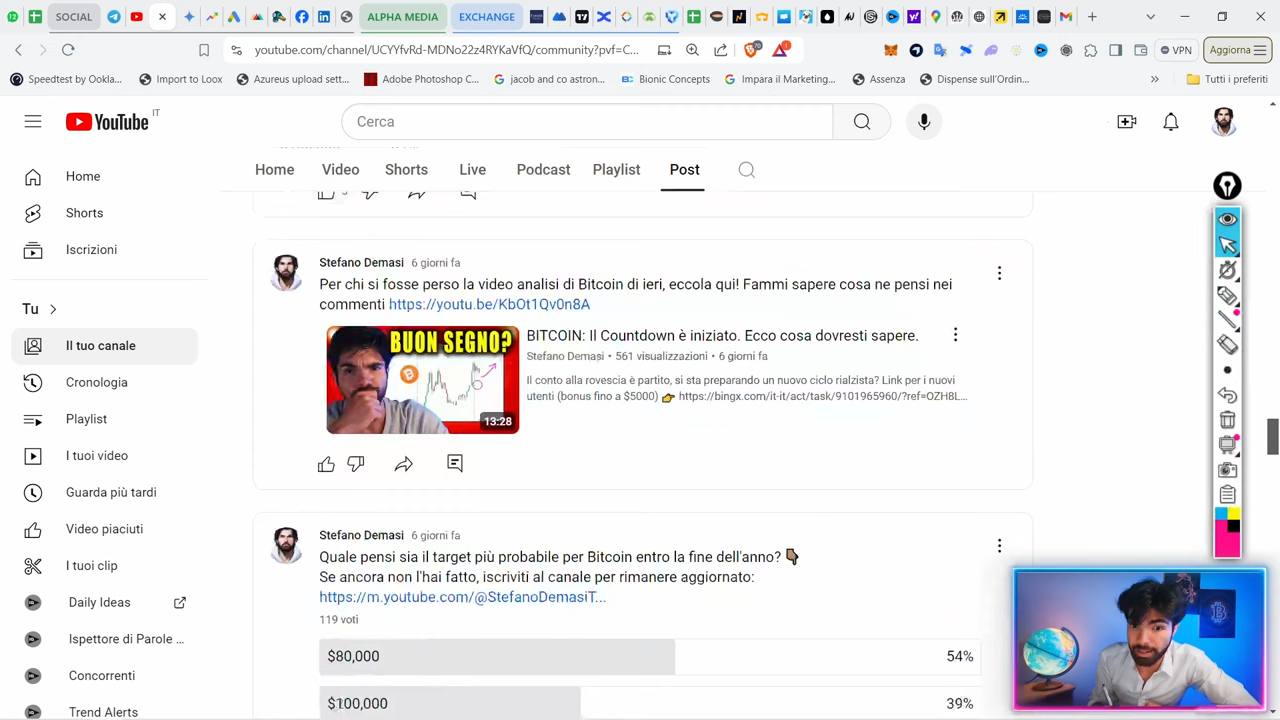 12
SOCIAL
ALPHA MEDIA
EXCHANGE
youtube.com/channel/UCYYfvRd-MDNo22z4RYKaVfQ/community?pvf=C...
VPN
Aggiorna
Speedtest by Ookla...
Import to Loox
Azureus upload sett...
Adobe Photoshop C...
jacob and co astron...
Bionic Concepts
Impara il Marketing...
Assenza
Dispense sull'Ordin...
Tutti i preferiti
YouTube IT
Cerca
Home
Video
Shorts
Live
Podcast
Playlist
Post
Home
Shorts
Iscrizioni
Tu
Il tuo canale
Cronologia
Playlist
I tuoi video
Guarda più tardi
Video piaciuti
I tuoi clip
Daily Ideas
Ispettore di Parole ...
Concorrenti
Trend Alerts
Stefano Demasi 6 giorni fa
Per chi si fosse perso la video analisi di Bitcoin di ieri, eccola qui! Fammi sapere cosa ne pensi nei
commenti https://youtu.be/KbOt1Qv0n8A
BUON SEGNO?
13:28
BITCOIN: Il Countdown è iniziato. Ecco cosa dovresti sapere.
Stefano Demasi • 561 visualizzazioni • 6 giorni fa
Il conto alla rovescia è partito, si sta preparando un nuovo ciclo rialzista? Link per i nuovi
utenti (bonus fino a $5000) 👉 https://bingx.com/it-it/act/task/9101965960/?ref=OZH8L...
Stefano Demasi 6 giorni fa
Quale pensi sia il target più probabile per Bitcoin entro la fine dell'anno? 👇🏾
Se ancora non l'hai fatto, iscriviti al canale per rimanere aggiornato:
https://m.youtube.com/@StefanoDemasiT...
119 voti
$80,000 54%
$100,000 39%